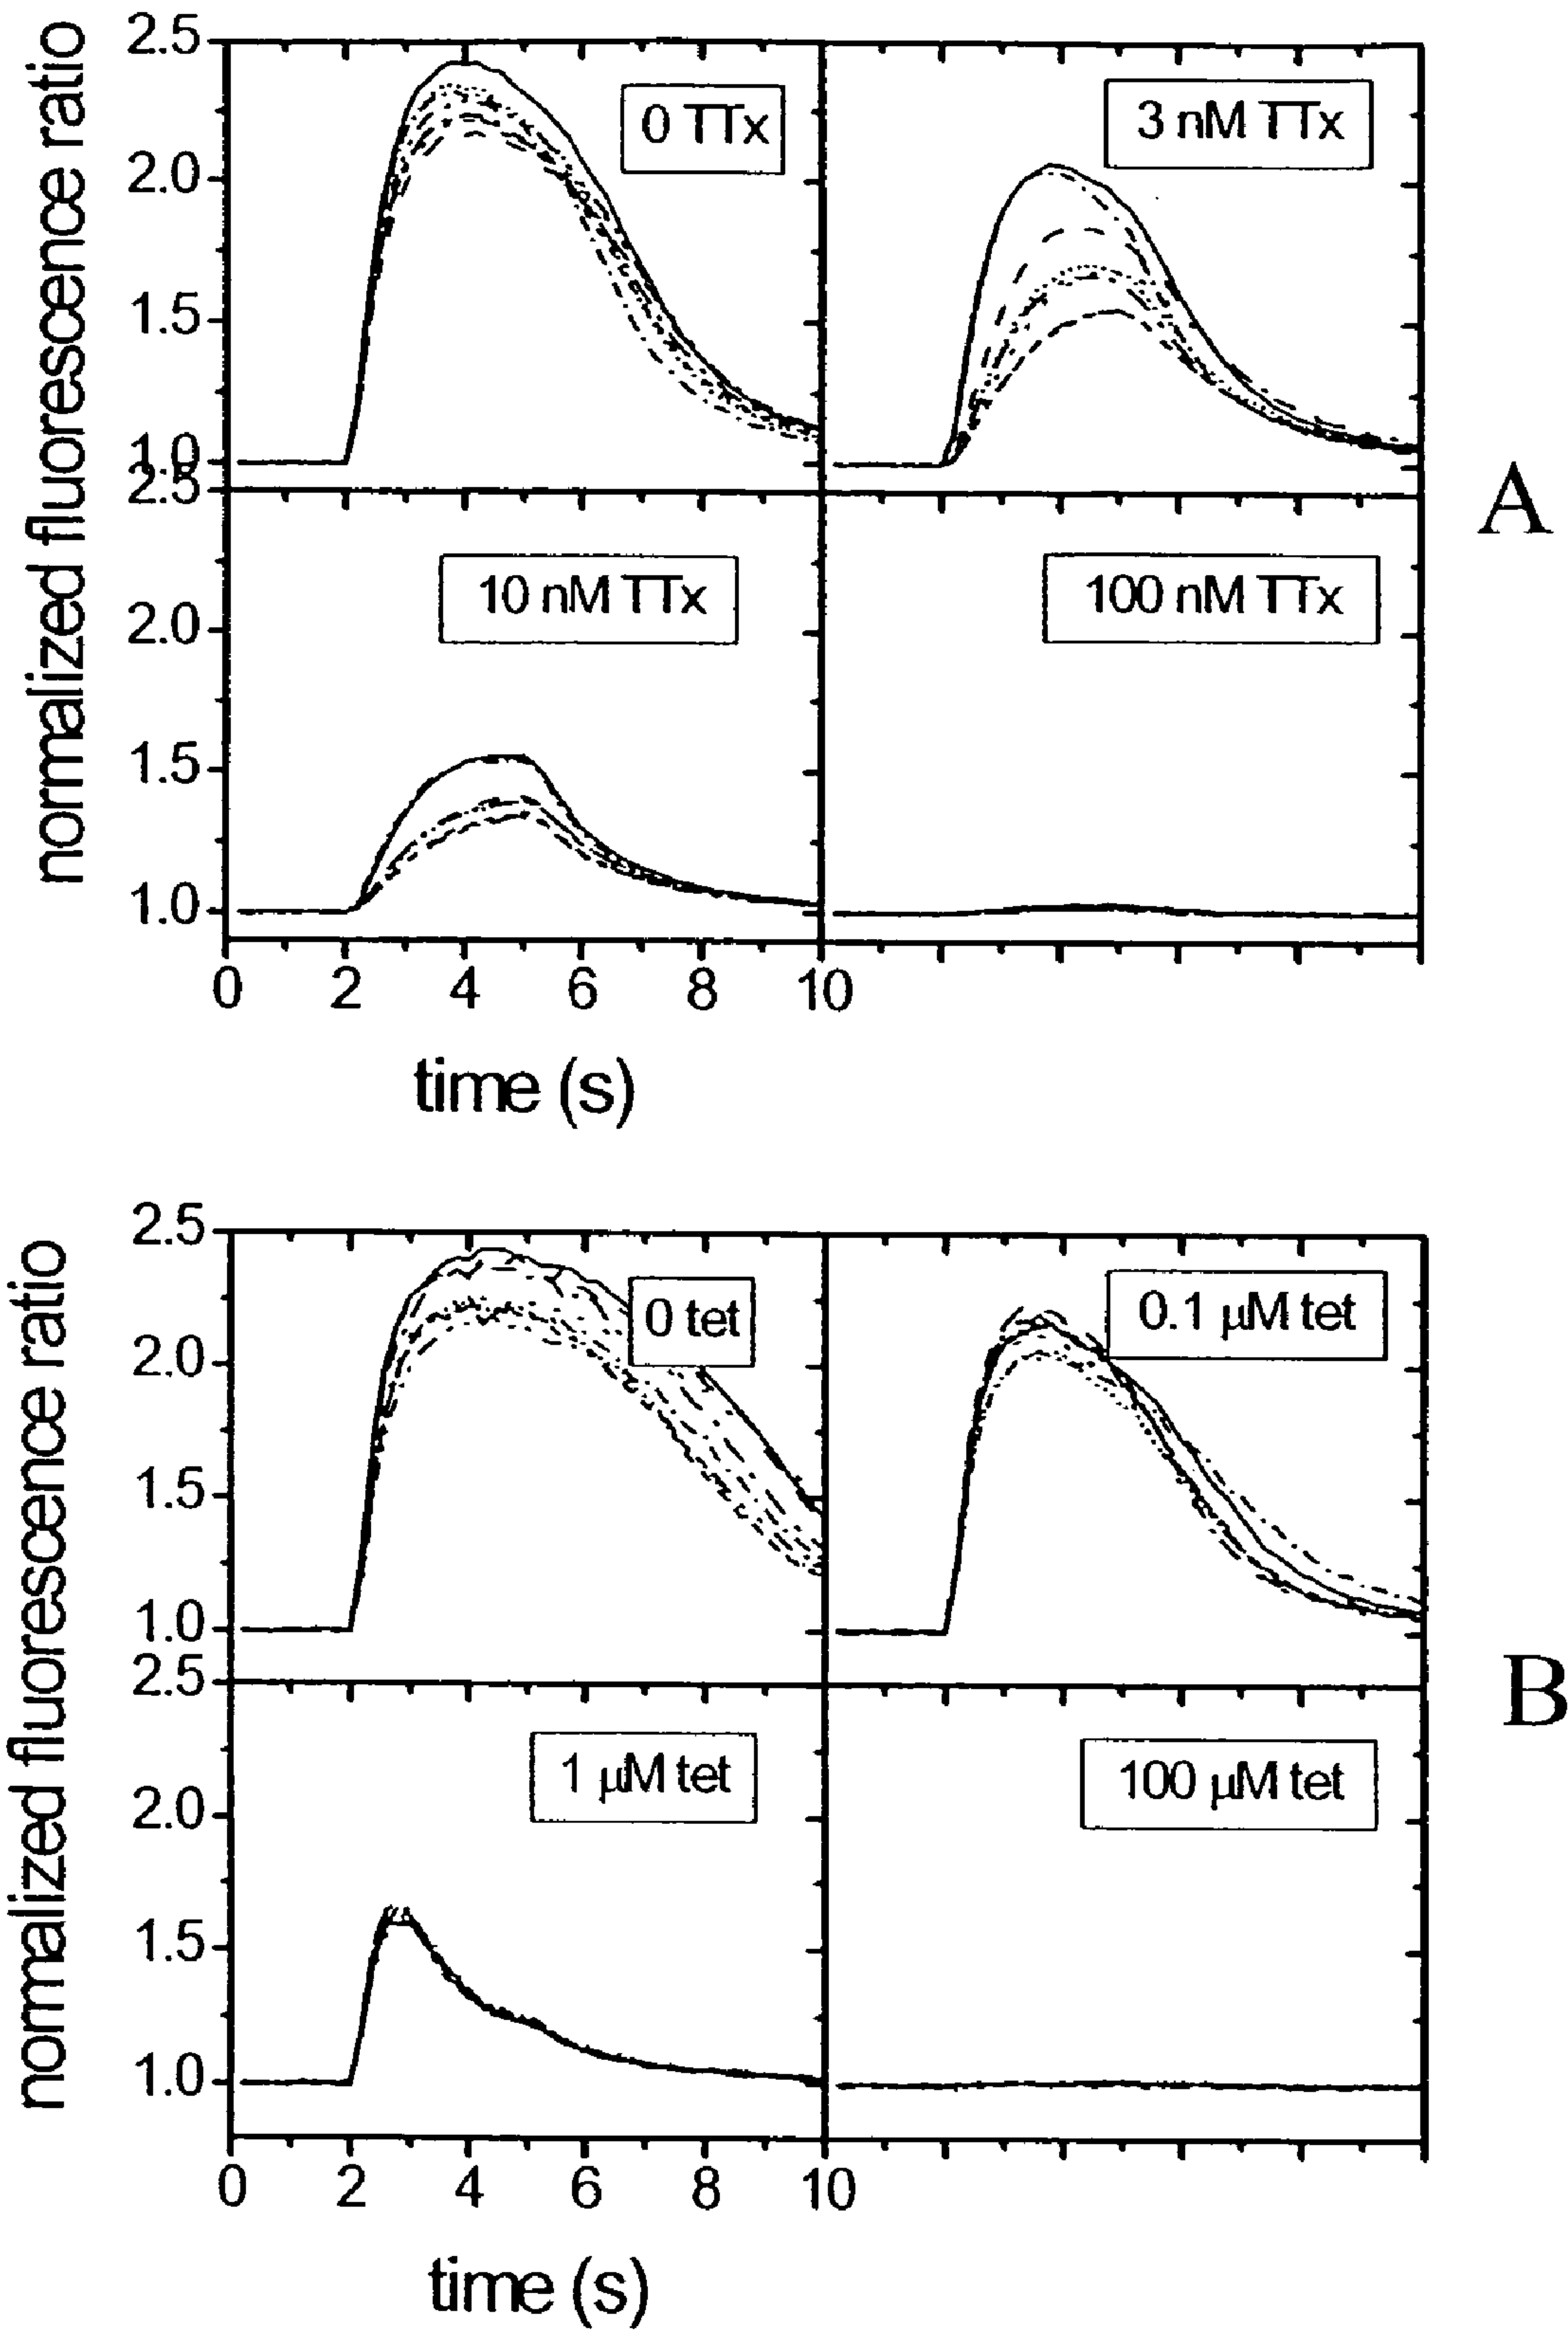 normalized fluorescence ratio
2.5
2.0
1.5
1.0
0 TTx
3 nM TTx
A
2.5
2.0
1.5
1.0
10 nM TTx
100 nM TTx
0 2 4 6 8 10
time (s)
normalized fluorescence ratio
2.5
2.0
1.5
1.0
0 tet
0.1 μM tet
B
2.5
2.0
1.5
1.0
1 μM tet
100 μM tet
0 2 4 6 8 10
time (s)